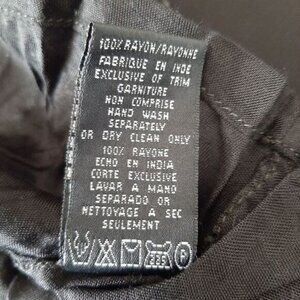 100% RAYON/RAYONNE
FABRIQUE EN INDE
EXCLUSIVE OF TRIM
GARNITURE
NON COMPRISE
HAND WASH
SEPARATELY
OR DRY CLEAN ONLY
100% RAYONE
ECHO EN INDIA
CORTE EXCLUSIVE
LAVAR A MANO
SEPARADO OR
NETTOYAGE A SEC
SEULEMENT
P